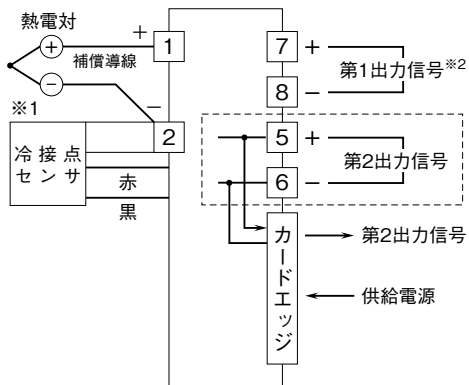 熱電対
+
補償導線
−
−
※1
冷接点
センサ
赤
黒
1
2
+
7
+
8
−
第1出力信号※2
5
+
6
−
第2出力信号
カードエッジ
第2出力信号
供給電源